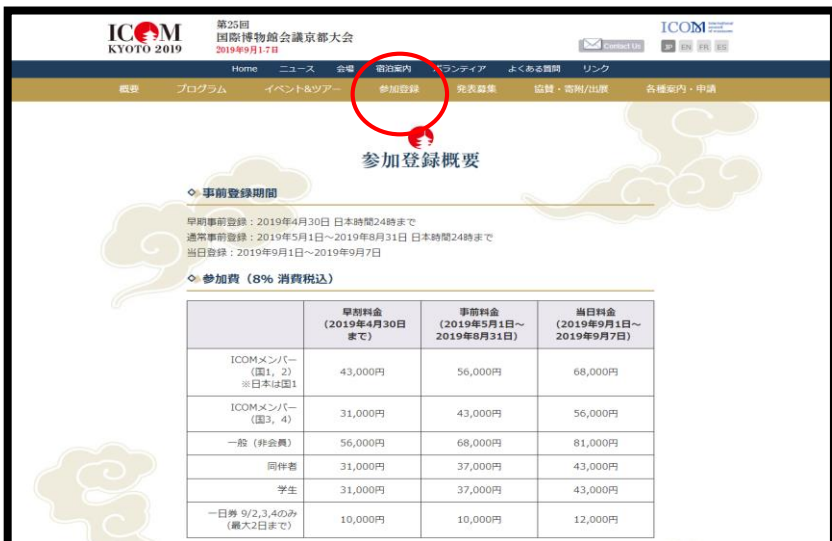 ICOM
KYOTO 2019
第25回
国際博物館会議京都大会
2019年9月1-7日
Contact Us
ICOM international council of museums
JP EN FR ES
Home ニュース 会場 宿泊案内 ボランティア よくある質問 リンク
概要 プログラム イベント&ツアー 参加登録 発表募集 協賛・寄附/出展 各種案内・申請
参加登録概要
事前登録期間
早期事前登録：2019年4月30日 日本時間24時まで
通常事前登録：2019年5月1日～2019年8月31日 日本時間24時まで
当日登録：2019年9月1日～2019年9月7日
参加費（8% 消費税込）
早割料金 事前料金 当日料金
(2019年4月30日 (2019年5月1日～ (2019年9月1日～
まで) 2019年8月31日) 2019年9月7日)
ICOMメンバー
(国1, 2) 43,000円 56,000円 68,000円
※日本は国1
ICOMメンバー
(国3, 4) 31,000円 43,000円 56,000円
一般（非会員） 56,000円 68,000円 81,000円
同伴者 31,000円 37,000円 43,000円
学生 31,000円 37,000円 43,000円
一日券 9/2,3,4のみ
(最大2日まで) 10,000円 10,000円 12,000円